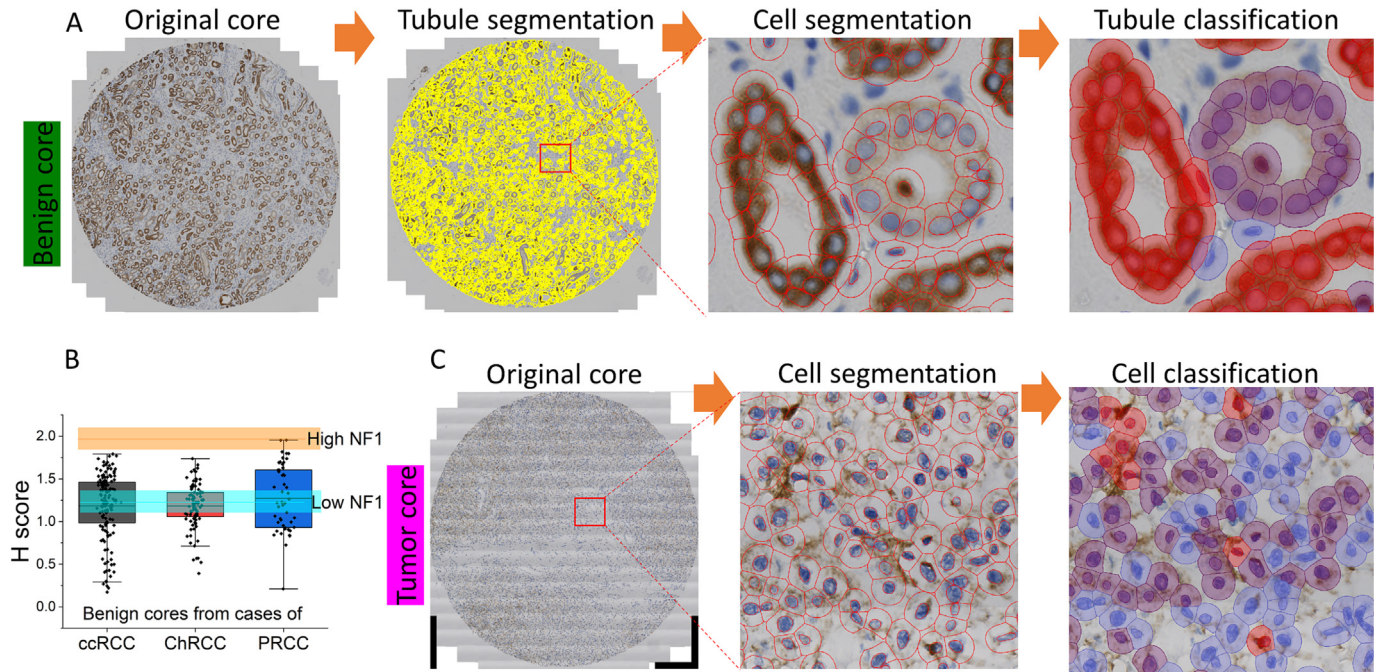 A
Original core
Tubule segmentation
Cell segmentation
Tubule classification
Benign core
B
H score
2.0
1.5
1.0
0.5
0.0
High NF1
Low NF1
Benign cores from cases of
ccRCC
ChRCC
PRCC
C
Original core
Cell segmentation
Cell classification
Tumor core